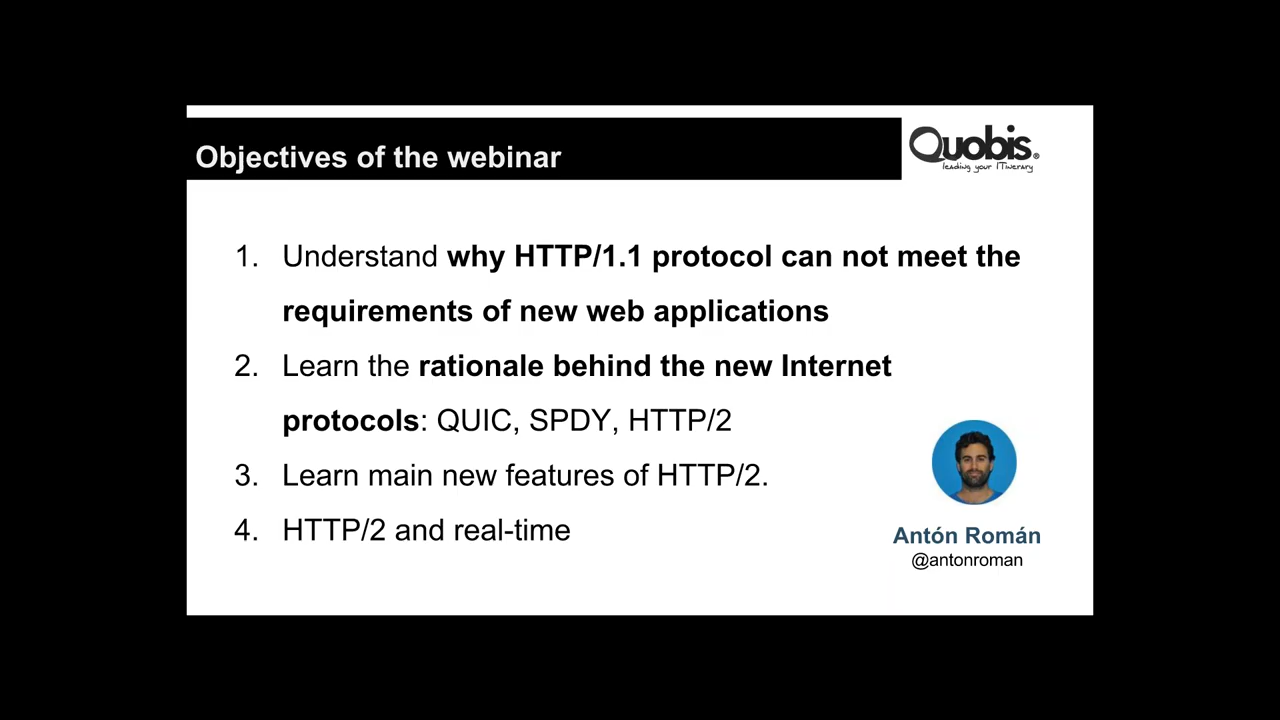 Objectives of the webinar
Quobis®
leading your ITinerary
1. Understand why HTTP/1.1 protocol can not meet the
requirements of new web applications
2. Learn the rationale behind the new Internet
protocols: QUIC, SPDY, HTTP/2
3. Learn main new features of HTTP/2.
4. HTTP/2 and real-time
Antón Román
@antonroman